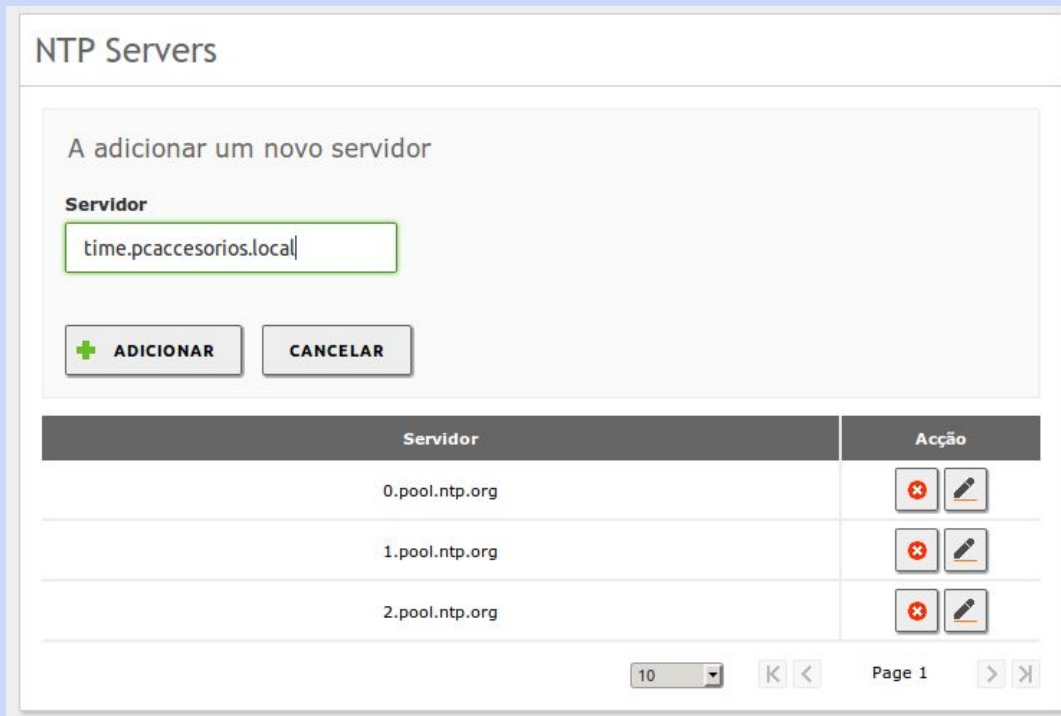 NTP Servers
A adicionar um novo servidor
Servidor
time.pcaccesorios.local
ADICIONAR CANCELAR
Servidor Acção
0.pool.ntp.org
1.pool.ntp.org
2.pool.ntp.org
10 Page 1